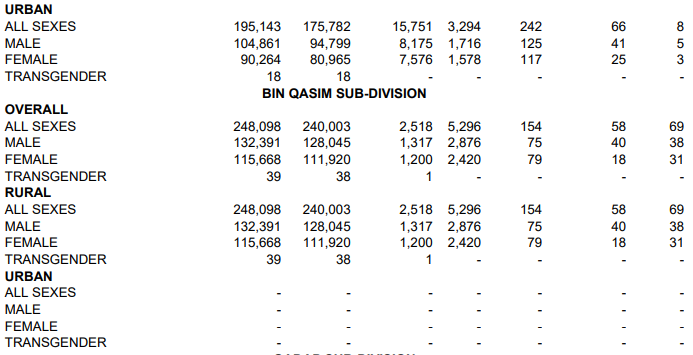 URBAN
ALL SEXES 195,143 175,782 15,751 3,294 242 66 8
MALE 104,861 94,799 8,175 1,716 125 41 5
FEMALE 90,264 80,965 7,576 1,578 117 25 3
TRANSGENDER 18 18 - - - - -
BIN QASIM SUB-DIVISION
OVERALL
ALL SEXES 248,098 240,003 2,518 5,296 154 58 69
MALE 132,391 128,045 1,317 2,876 75 40 38
FEMALE 115,668 111,920 1,200 2,420 79 18 31
TRANSGENDER 39 38 1 - - - -
RURAL
ALL SEXES 248,098 240,003 2,518 5,296 154 58 69
MALE 132,391 128,045 1,317 2,876 75 40 38
FEMALE 115,668 111,920 1,200 2,420 79 18 31
TRANSGENDER 39 38 1 - - - -
URBAN
ALL SEXES - - - - - - -
MALE - - - - - - -
FEMALE - - - - - - -
TRANSGENDER - - - - - - -